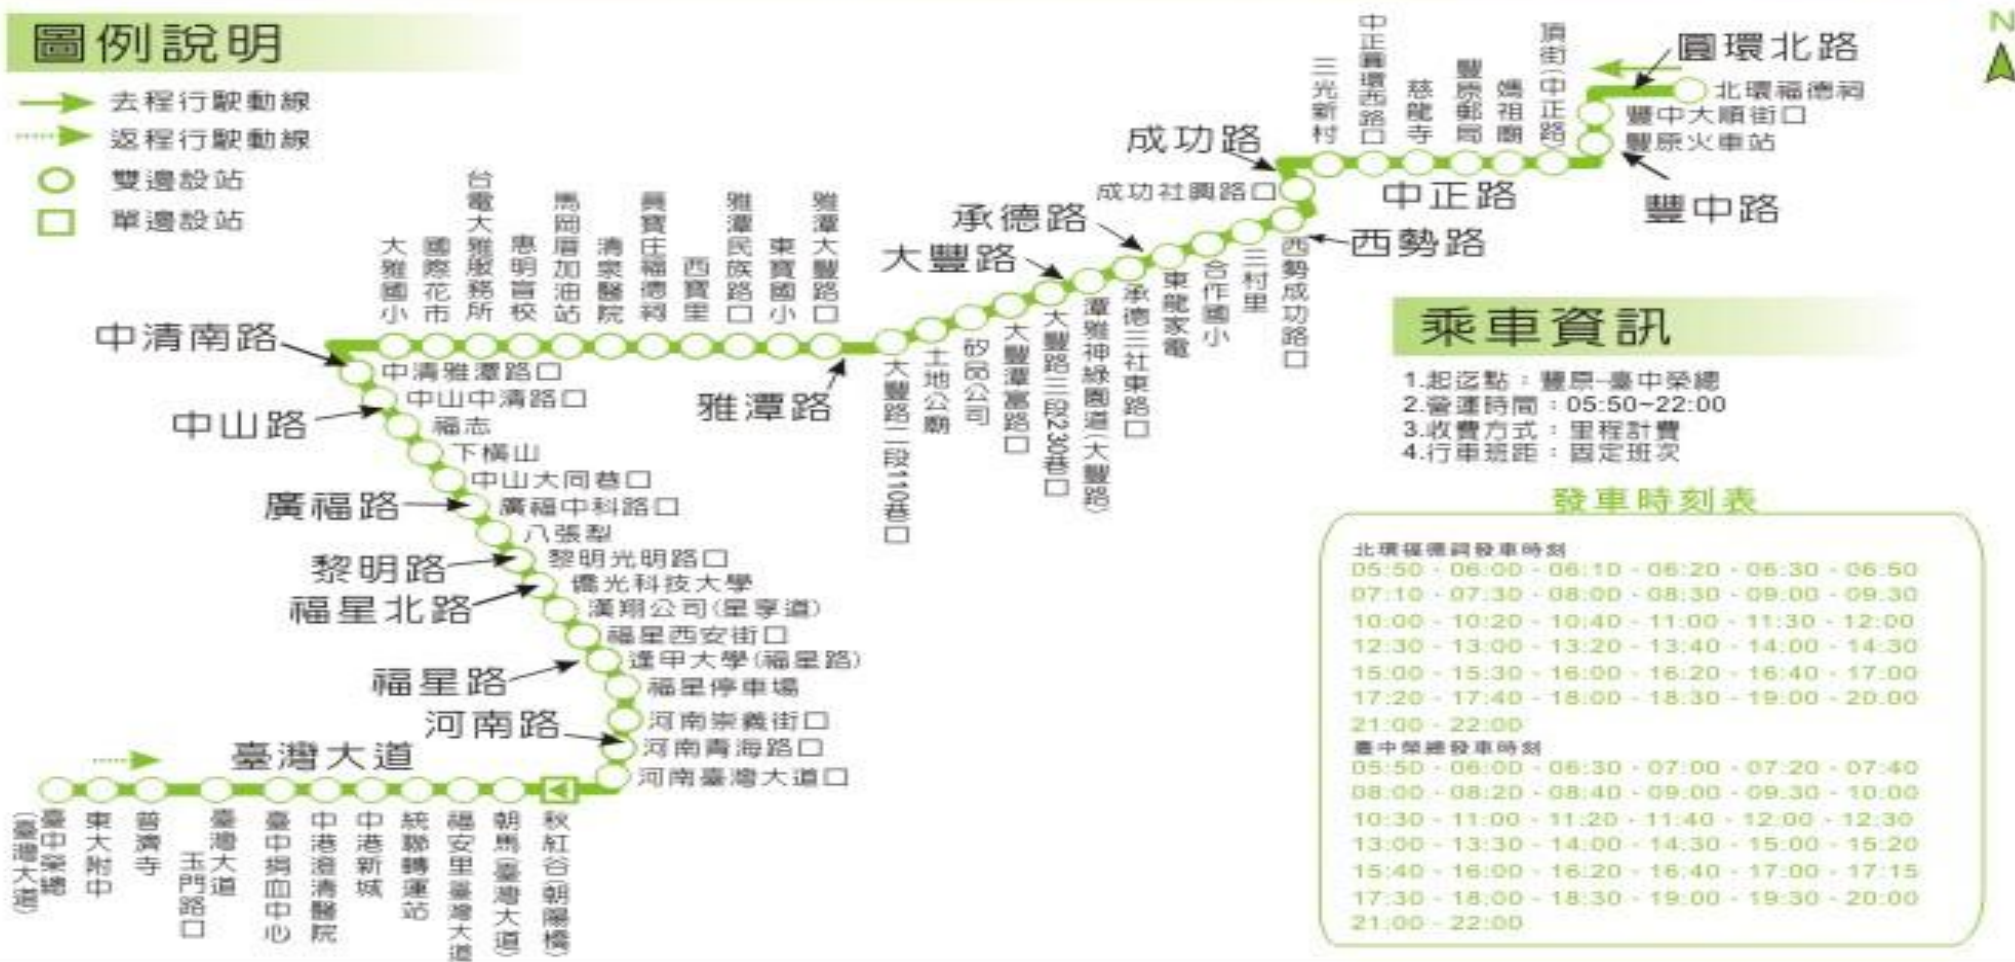 圖例說明
去程行駛動線
返程行駛動線
雙邊設站
單邊設站
N
圓環北路
北環福德祠
豐中大順街口
豐原火車站
豐中路
頂街(中正路)
媽祖廟
豐原郵局
慈龍寺
中正圓環西路口
三光新村
中正路
成功路
成功社興路口
西勢路
西勢成功路口
三村里
合作國小
東龍家電
承德路
承德三社東路口
潭雅神綠園道(大豐路)
大豐路
大豐路三段230巷口
大豐潭富路口
矽品公司
土地公廟
大豐路二段110巷口
雅潭路
雅潭大豐路口
東寶國小
雅潭民族路口
西寶里
員寶庄福德祠
清泉醫院
馬岡厝加油站
惠明盲校
台電大雅服務所
國際花市
大雅國小
中清南路
中清雅潭路口
中山中清路口
中山路
福志
下橫山
中山大同巷口
廣福路
廣福中科路口
八張犁
黎明路
黎明光明路口
福星北路
僑光科技大學
漢翔公司(星享道)
福星西安街口
逢甲大學(福星路)
福星路
福星停車場
河南路
河南崇義街口
河南青海路口
河南臺灣大道口
臺灣大道
秋紅谷(朝陽橋)
朝馬(臺灣大道)
福安里(臺灣大道
統聯轉運站
中港新城
中港澄清醫院
臺中捐血中心
臺灣大道
玉門路口
普濟寺
東大附中
臺中榮總
(臺灣大道)
乘車資訊
1.起迄點：豐原-臺中榮總
2.營運時間：05:50~22:00
3.收費方式：里程計費
4.行車班距：固定班次
發車時刻表
北環福德祠發車時刻
05:50 · 06:00 · 06:10 · 06:20 · 06:30 · 06:50
07:10 · 07:30 · 08:00 · 08:30 · 09:00 · 09:30
10:00 · 10:20 · 10:40 · 11:00 · 11:30 · 12:00
12:30 · 13:00 · 13:20 · 13:40 · 14:00 · 14:30
15:00 · 15:30 · 16:00 · 16:20 · 16:40 · 17:00
17:20 · 17:40 · 18:00 · 18:30 · 19:00 · 20:00
21:00 · 22:00
臺中榮總發車時刻
05:50 · 06:00 · 06:30 · 07:00 · 07:20 · 07:40
08:00 · 08:20 · 08:40 · 09:00 · 09:30 · 10:00
10:30 · 11:00 · 11:20 · 11:40 · 12:00 · 12:30
13:00 · 13:30 · 14:00 · 14:30 · 15:00 · 15:20
15:40 · 16:00 · 16:20 · 16:40 · 17:00 · 17:15
17:30 · 18:00 · 18:30 · 19:00 · 19:30 · 20:00
21:00 · 22:00